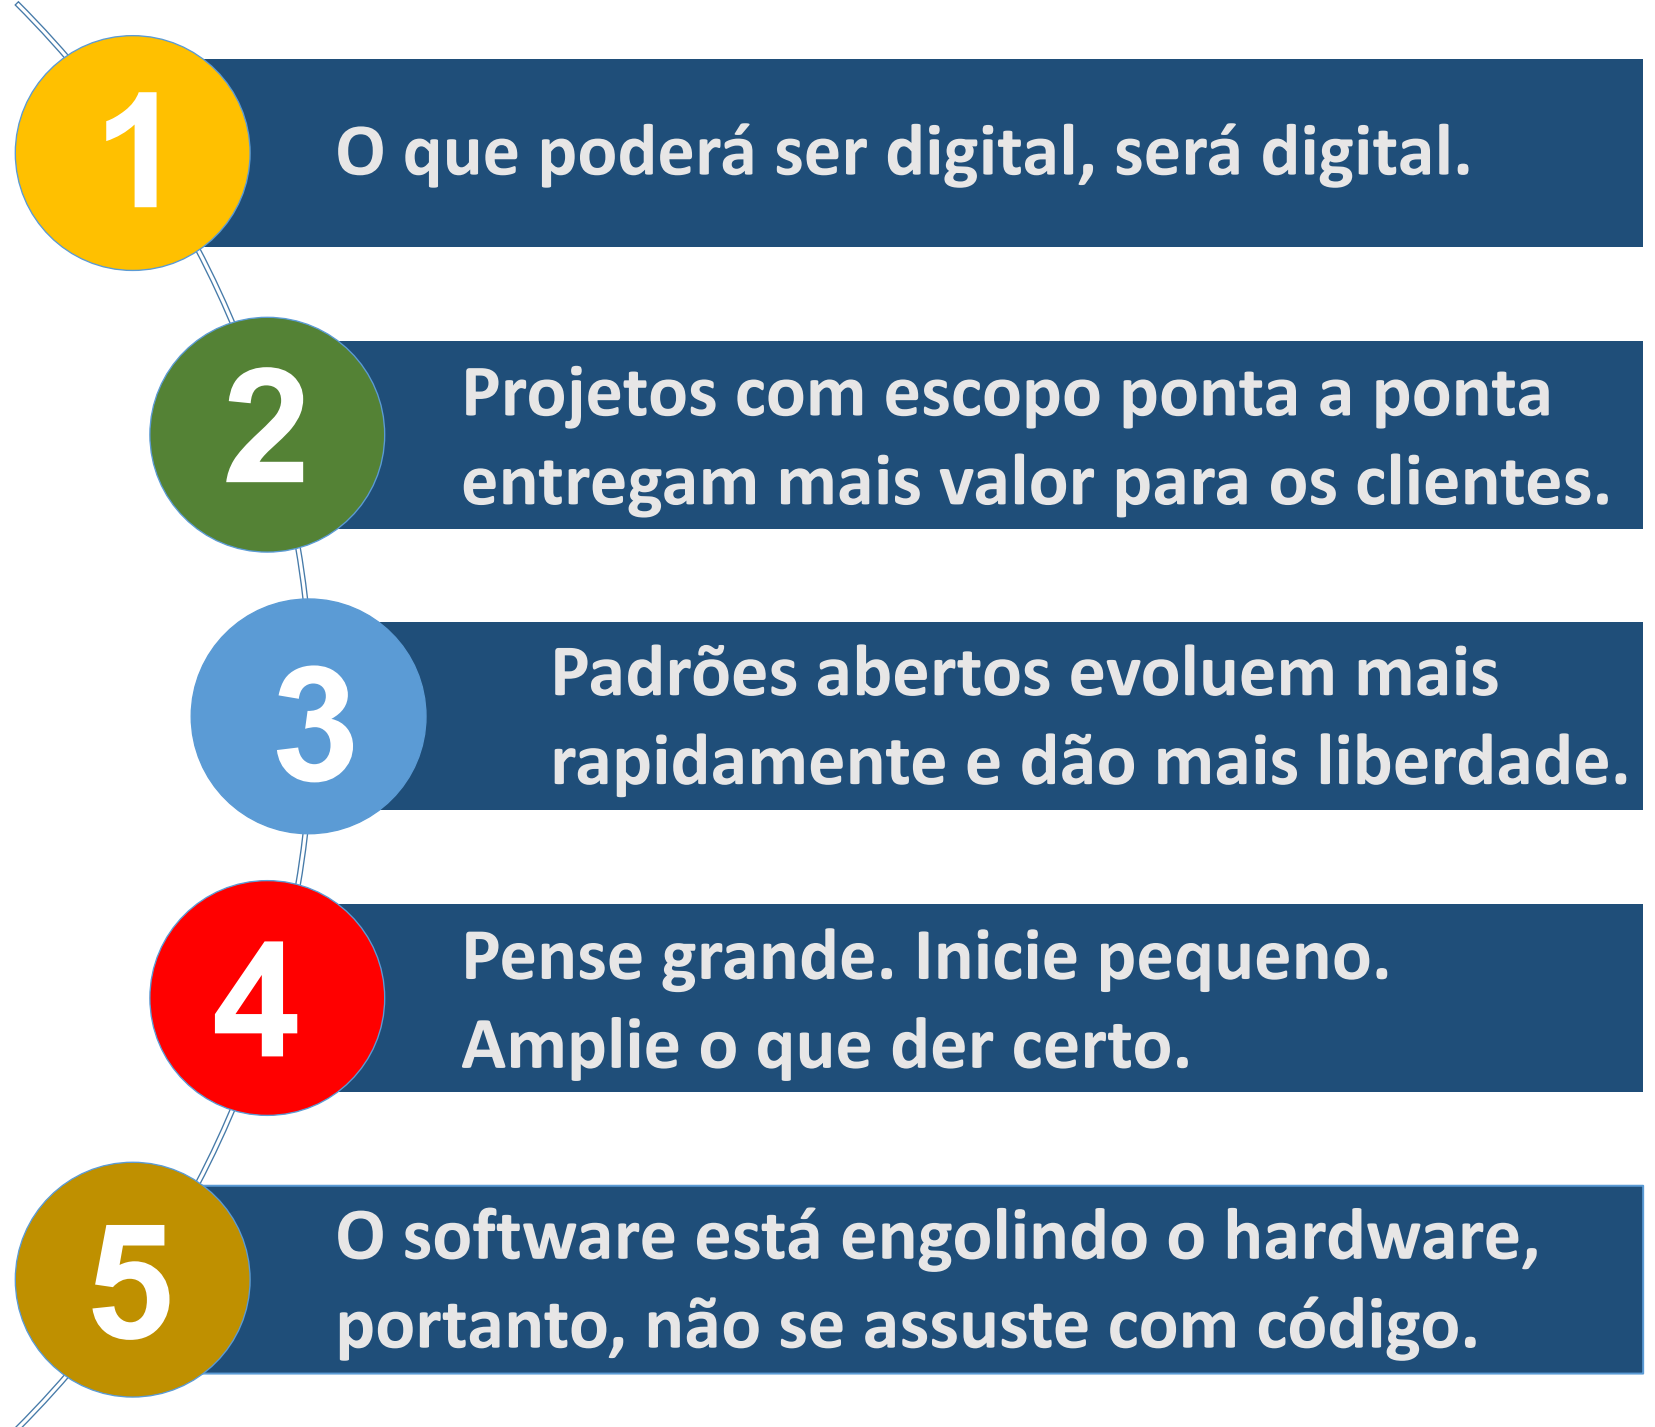 1
O que poderá ser digital, será digital.
2
Projetos com escopo ponta a ponta
entregam mais valor para os clientes.
3
Padrões abertos evoluem mais
rapidamente e dão mais liberdade.
4
Pense grande. Inicie pequeno.
Amplie o que der certo.
5
O software está engolindo o hardware,
portanto, não se assuste com código.